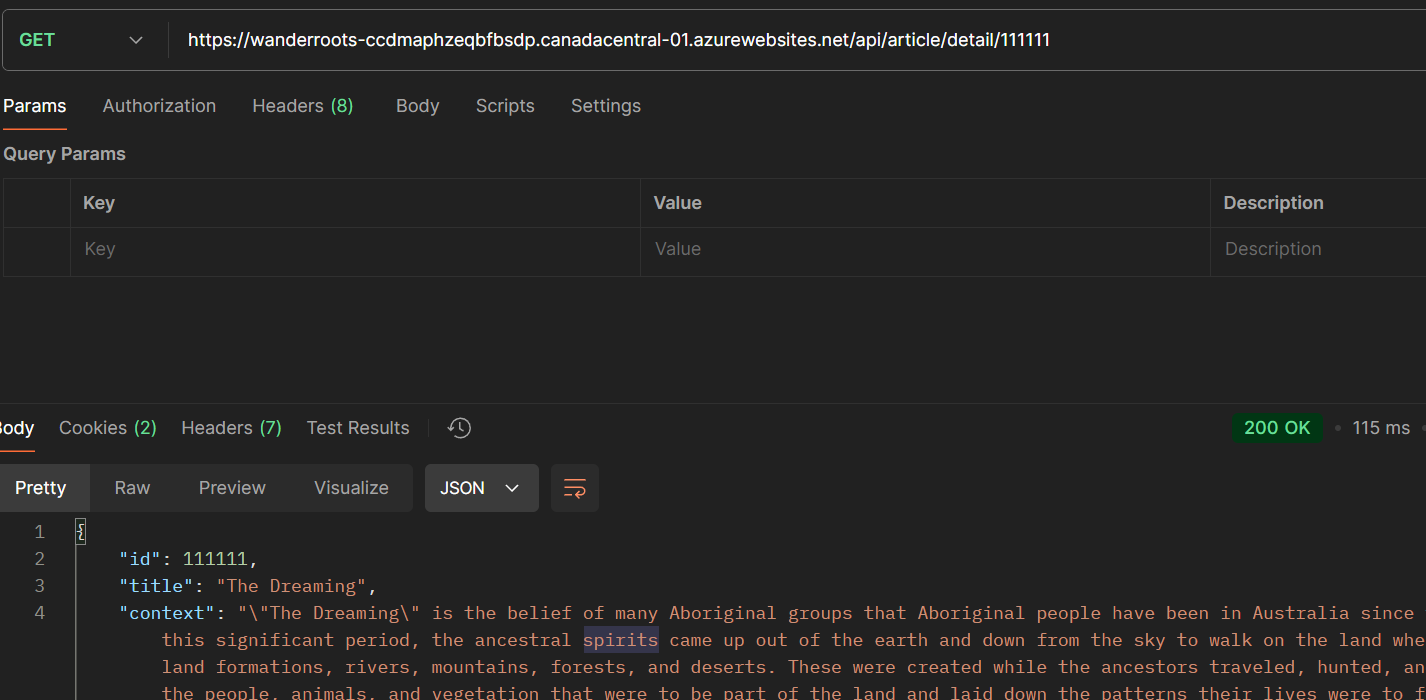 GET https://wanderroots-ccdmaphzeqbfbsdp.canadacentral-01.azurewebsites.net/api/article/detail/111111
Params Authorization Headers (8) Body Scripts Settings
Query Params
Key Value Description
Key Value Description
Body Cookies (2) Headers (7) Test Results 200 OK • 115 ms
Pretty Raw Preview Visualize JSON
1 {
2 "id": 111111,
3 "title": "The Dreaming",
4 "context": "\"The Dreaming\" is the belief of many Aboriginal groups that Aboriginal people have been in Australia since
this significant period, the ancestral spirits came up out of the earth and down from the sky to walk on the land
land formations, rivers, mountains, forests, and deserts. These were created while the ancestors traveled, hunted,
the people, animals, and vegetation that were to be part of the land and laid down the patterns their lives were to